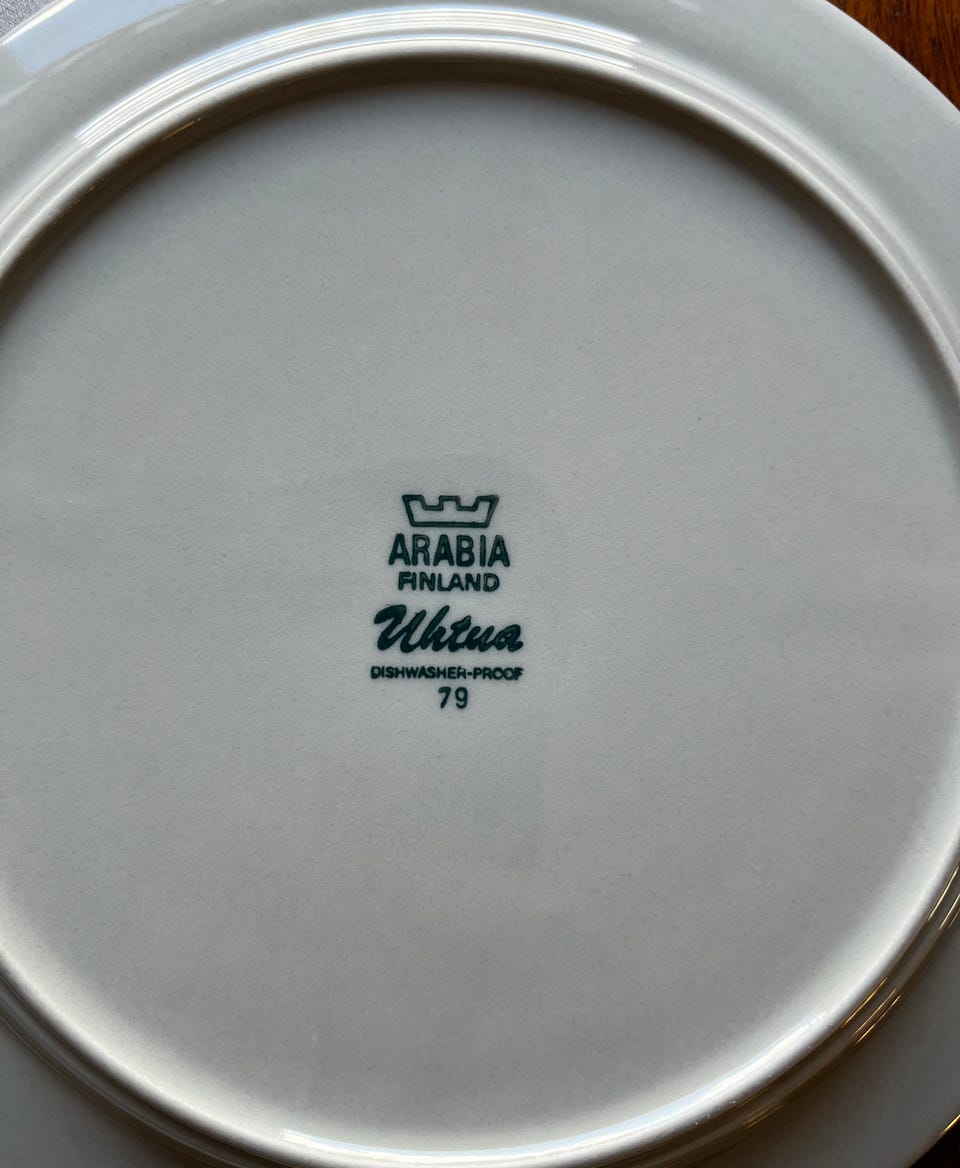 ARABIA
FINLAND
Uhtua
DISHWASHER-PROOF
79